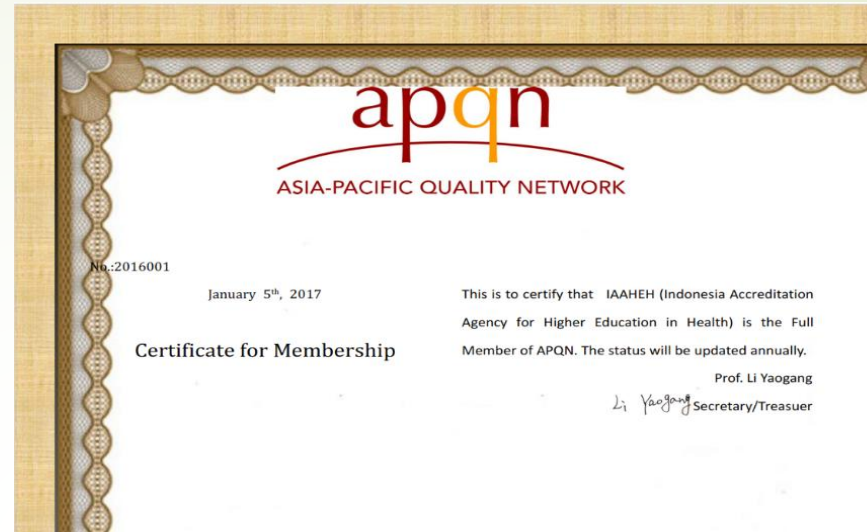 apqn
ASIA-PACIFIC QUALITY NETWORK
No.:2016001
January 5th, 2017
Certificate for Membership
This is to certify that IAAHEH (Indonesia Accreditation
Agency for Higher Education in Health) is the Full
Member of APQN. The status will be updated annually.
Prof. Li Yaogang
Li Yaogang Secretary/Treasuer